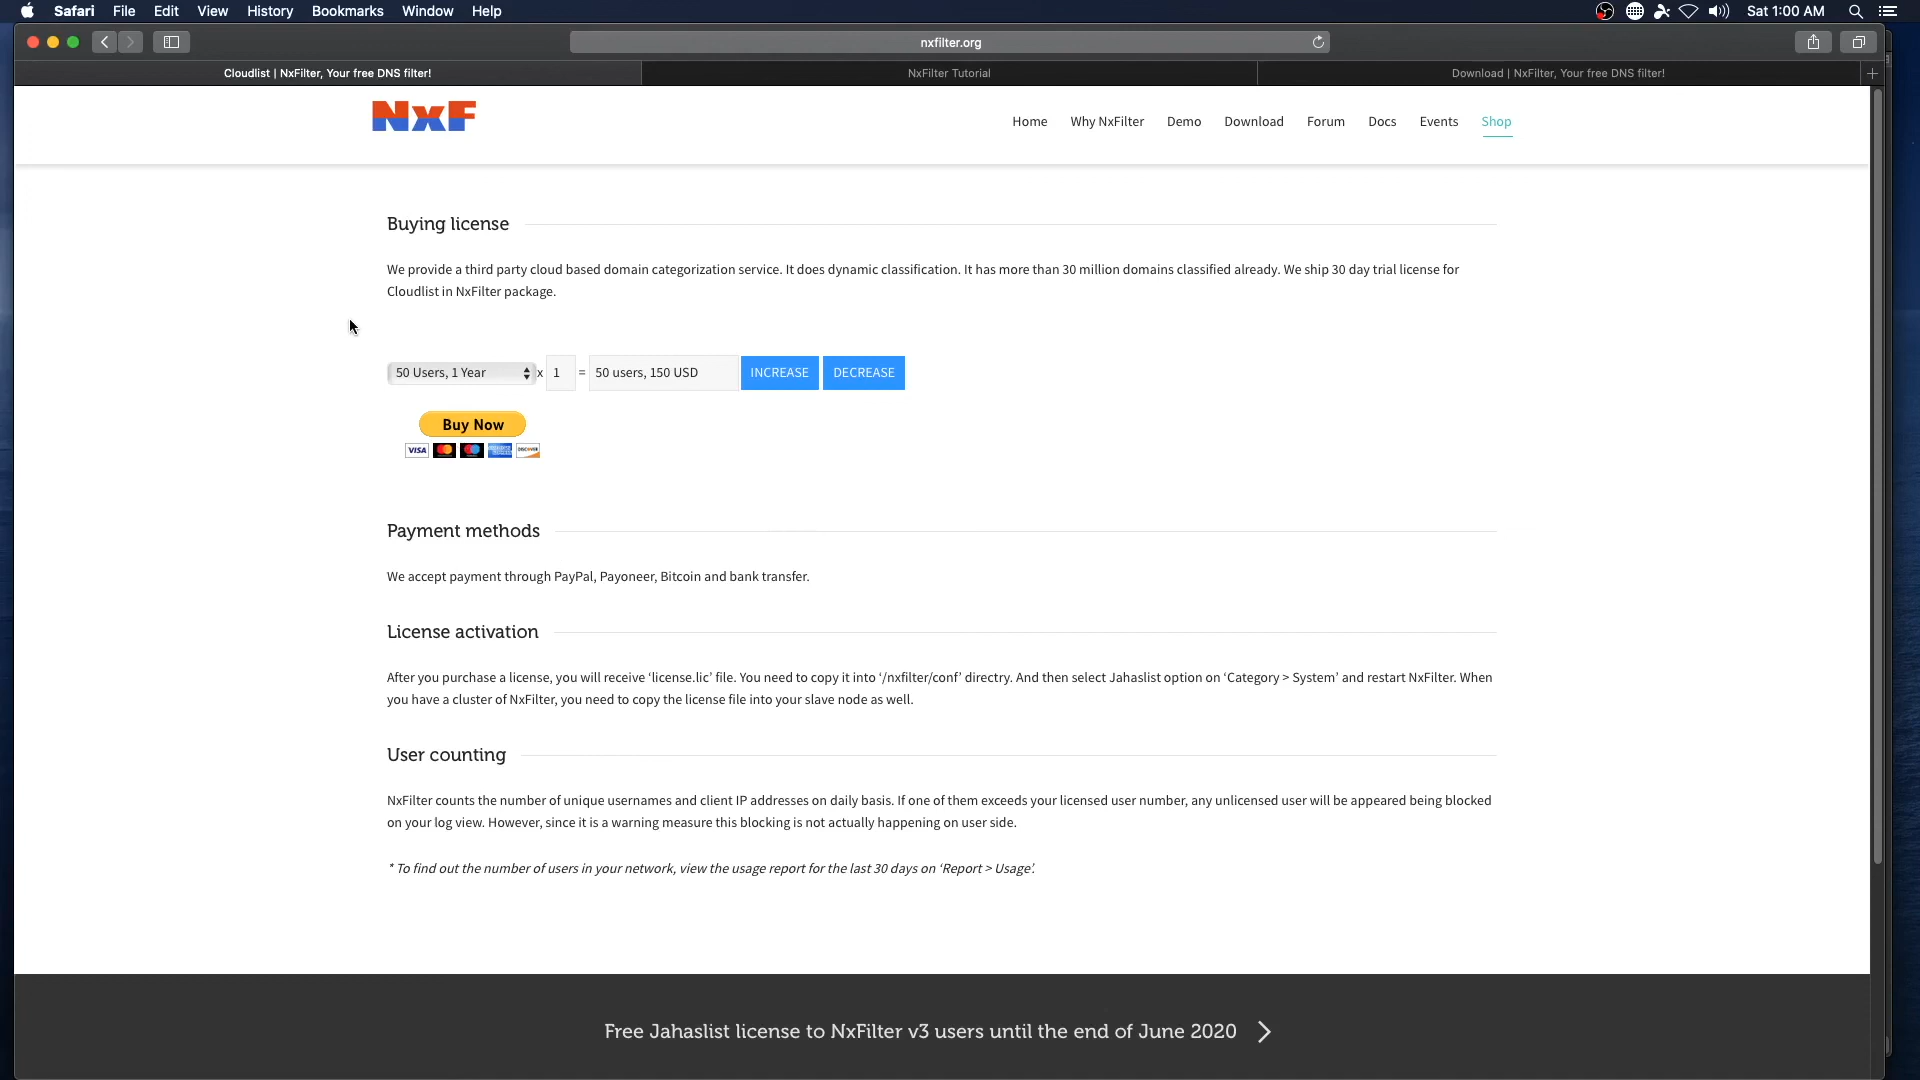 Safari File Edit View History Bookmarks Window Help Sat 1:00 AM
nxfilter.org
Cloudlist | NxFilter, Your free DNS filter! NxFilter Tutorial Download | NxFilter, Your free DNS filter!
NxF
Home Why NxFilter Demo Download Forum Docs Events Shop
Buying license
We provide a third party cloud based domain categorization service. It does dynamic classification. It has more than 30 million domains classified already. We ship 30 day trial license for
Cloudlist in NxFilter package.
50 Users, 1 Year x 1 = 50 users, 150 USD INCREASE DECREASE
Buy Now
VISA DISCOVER
Payment methods
We accept payment through PayPal, Payoneer, Bitcoin and bank transfer.
License activation
After you purchase a license, you will receive ‘license.lic’ file. You need to copy it into ‘/nxfilter/conf’ directry. And then select Jahaslist option on ‘Category > System’ and restart NxFilter. When
you have a cluster of NxFilter, you need to copy the license file into your slave node as well.
User counting
NxFilter counts the number of unique usernames and client IP addresses on daily basis. If one of them exceeds your licensed user number, any unlicensed user will be appeared being blocked
on your log view. However, since it is a warning measure this blocking is not actually happening on user side.
* To find out the number of users in your network, view the usage report for the last 30 days on ‘Report > Usage’.
Free Jahaslist license to NxFilter v3 users until the end of June 2020